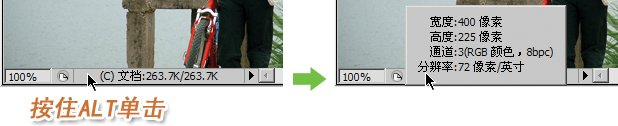 100%
(C) 文档:263.7K/263.7K
按住ALT单击
宽度:400 像素
高度:225 像素
通道:3(RGB 颜色，8bpc)
分辨率:72 像素/英寸
100%